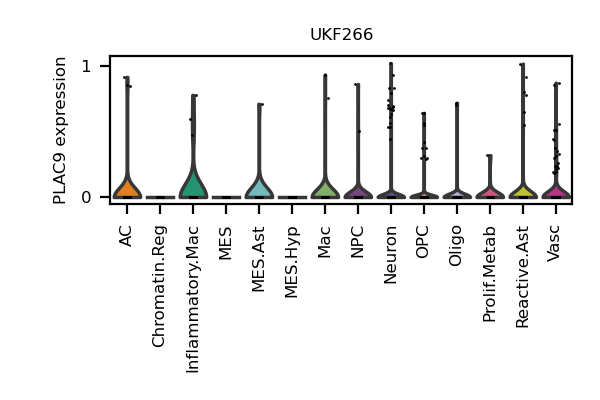 UKF266
PLAC9 expression
1
0
AC
Chromatin.Reg
Inflammatory.Mac
MES
MES.Ast
MES.Hyp
Mac
NPC
Neuron
OPC
Oligo
Prolif.Metab
Reactive.Ast
Vasc